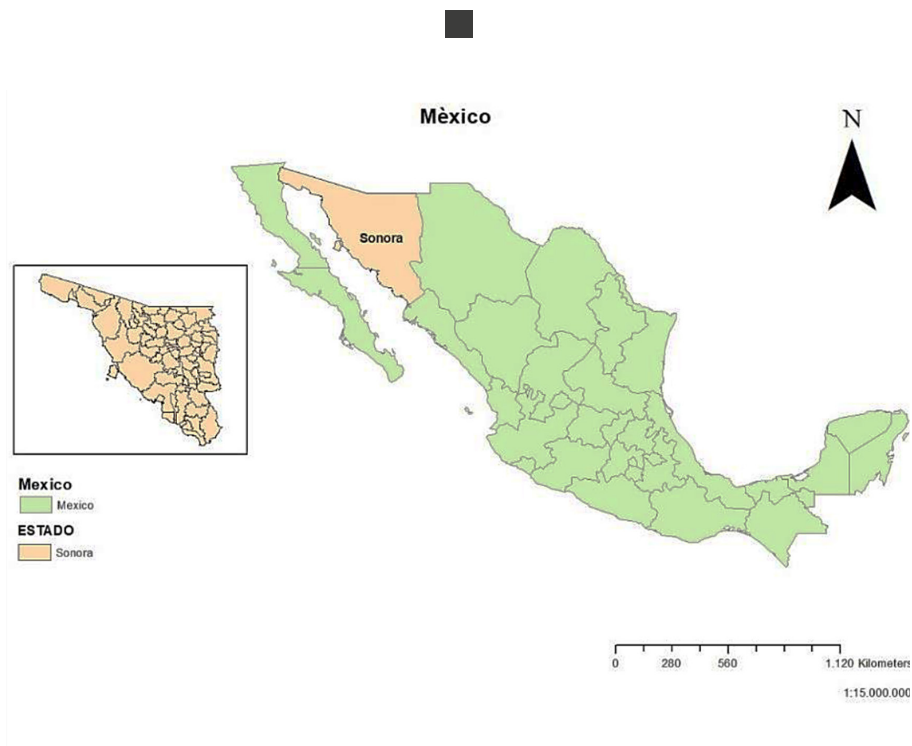 Mèxico
N
Sonora
Mexico
Mexico
ESTADO
Sonora
0 280 560 1.120 Kilometers
1:15.000.000